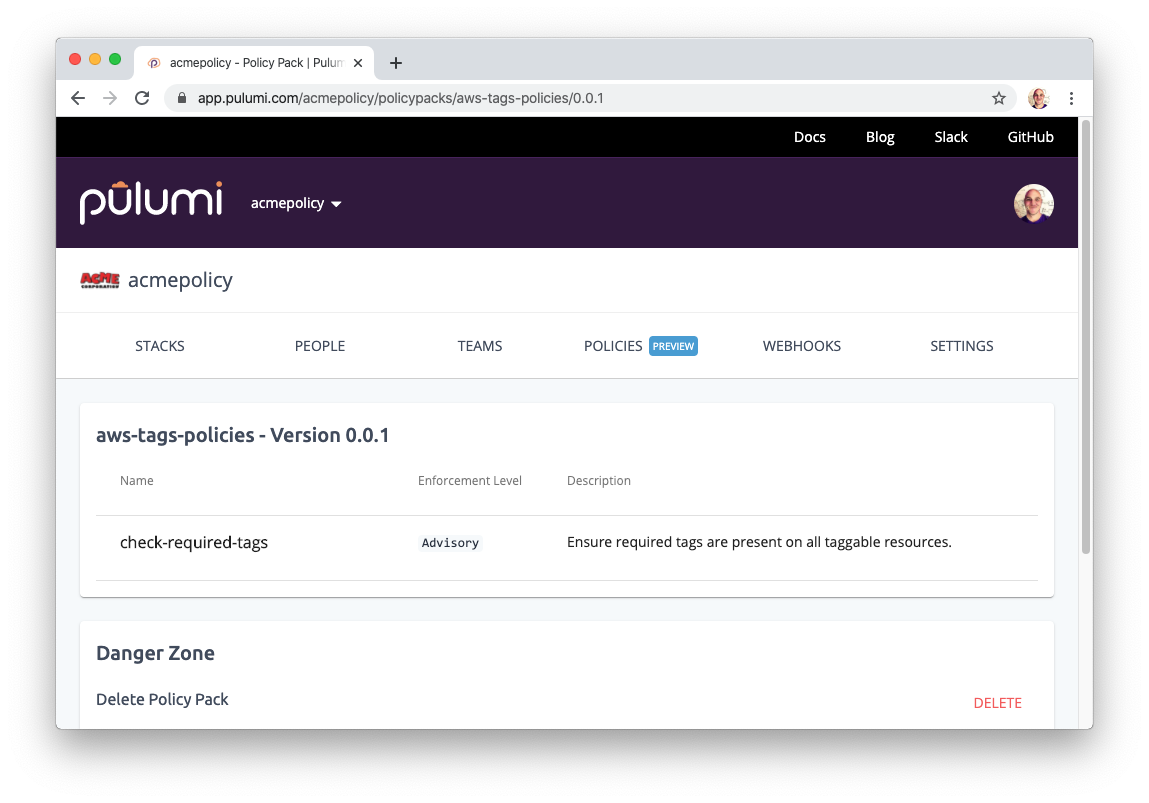 acmepolicy - Policy Pack | Pulum
app.pulumi.com/acmepolicy/policypacks/aws-tags-policies/0.0.1
Docs Blog Slack GitHub
pulumi acmepolicy
ACME CORPORATION acmepolicy
STACKS PEOPLE TEAMS POLICIES PREVIEW WEBHOOKS SETTINGS
aws-tags-policies - Version 0.0.1
Name Enforcement Level Description
check-required-tags Advisory Ensure required tags are present on all taggable resources.
Danger Zone
Delete Policy Pack DELETE